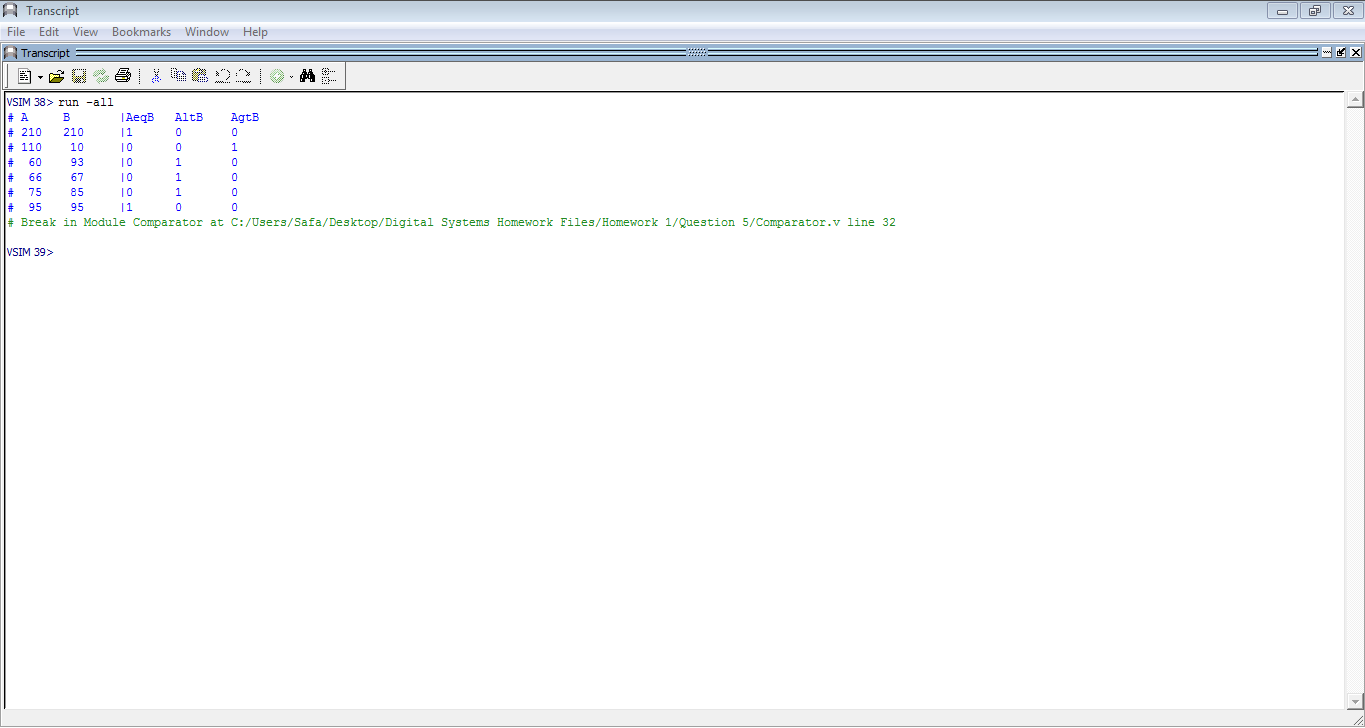 Transcript
File Edit View Bookmarks Window Help
Transcript
VSIM 38> run -all
# A     B       |AeqB   AltB    AgtB
# 210   210     |1      0       0
# 110    10     |0      0       1
#  60    93     |0      1       0
#  66    67     |0      1       0
#  75    85     |0      1       0
#  95    95     |1      0       0
# Break in Module Comparator at C:/Users/Safa/Desktop/Digital Systems Homework Files/Homework 1/Question 5/Comparator.v line 32
VSIM 39>